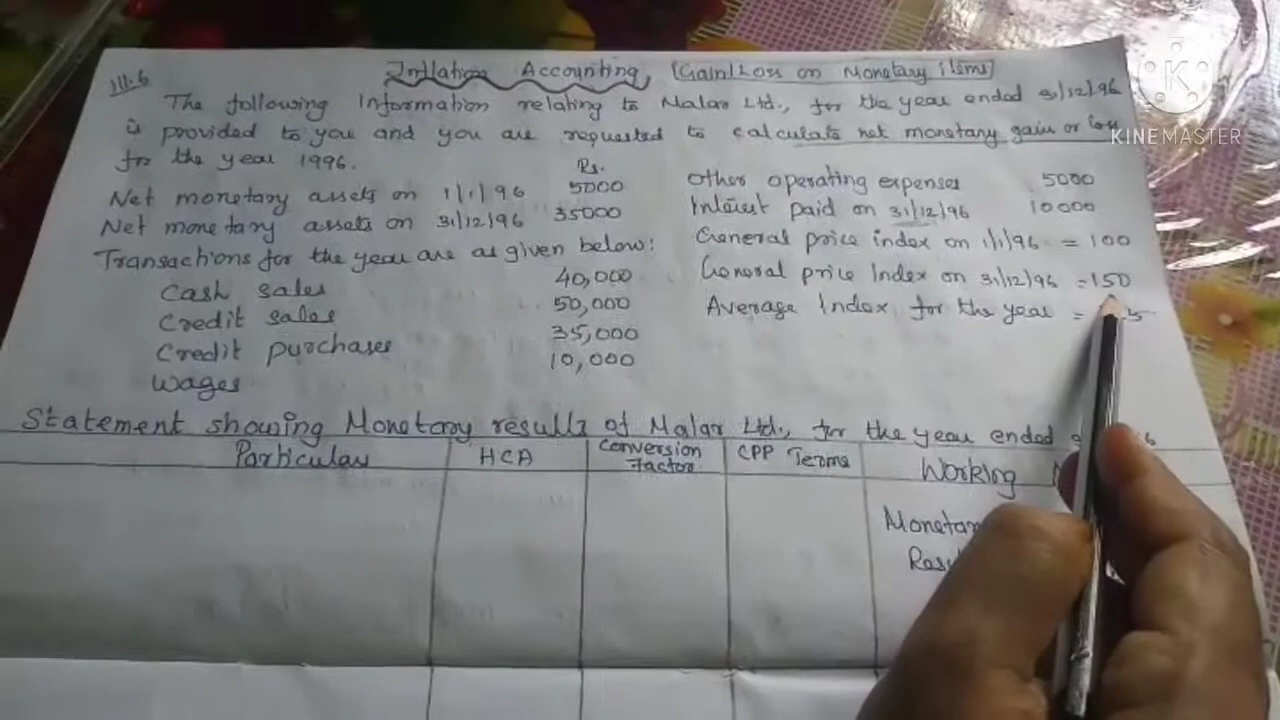 Ill.6
Inflation Accounting, (Gain/Loss on Monetary items)
The following Information relating to Malar Ltd., for the year ended 31/12/96
is provided to you and you are requested to calculate net monetary gain or loss
for the year 1996.
Rs.
Net monetary assets on 1/1/96 5000
Net monetary assets on 31/12/96 35000
Transactions for the year are as given below:
Cash sales 40,000
Credit sales 50,000
Credit purchases 35,000
Wages 10,000
Other operating expenses 5000
Interest paid on 31/12/96 10000
General price index on 1/1/96 = 100
General price Index on 31/12/96 = 150
Average Index for the year =
Statement showing Monetary results of Malar Ltd., for the year ended
Particulars HCA Conversion Factor CPP Terms Working
KINEMASTER